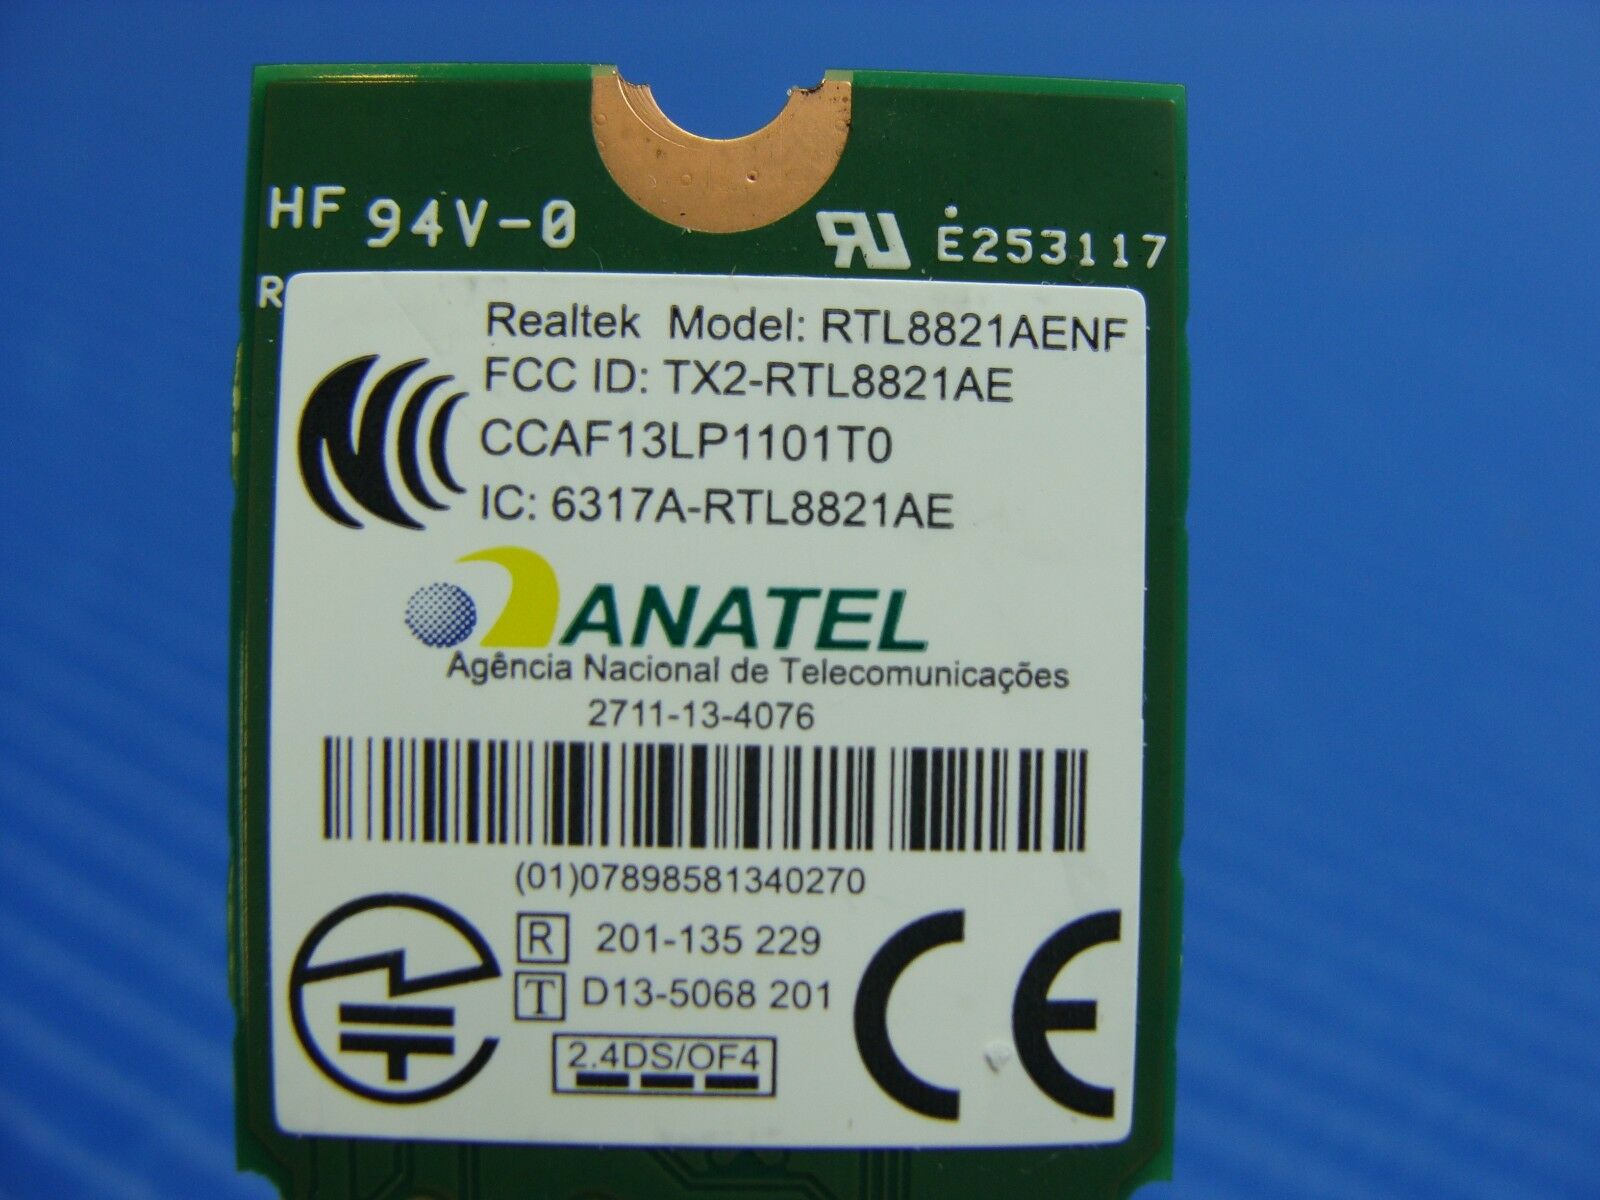 HF 94V-0
RU E253117
R
Realtek Model: RTL8821AENF
FCC ID: TX2-RTL8821AE
CCAF13LP1101T0
IC: 6317A-RTL8821AE
ANATEL
Agência Nacional de Telecomunicações
2711-13-4076
(01)07898581340270
R 201-135 229
T D13-5068 201
2.4DS/OF4
CE